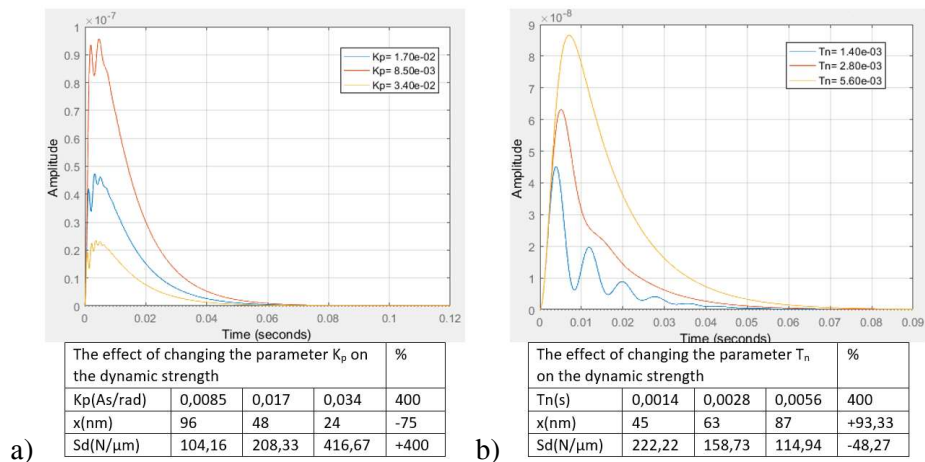 ×10⁻⁷
1
0.9
0.8
0.7
0.6
0.5
0.4
0.3
0.2
0.1
0
Amplitude
Kp= 1.70e-02
Kp= 8.50e-03
Kp= 3.40e-02
0 0.02 0.04 0.06 0.08 0.1 0.12
Time (seconds)
The effect of changing the parameter Kp on %
the dynamic strength
Kp(As/rad) 0,0085 0,017 0,034 400
x(nm) 96 48 24 -75
Sd(N/μm) 104,16 208,33 416,67 +400
a)
×10⁻⁸
9
8
7
6
5
4
3
2
1
0
Amplitude
Tn= 1.40e-03
Tn= 2.80e-03
Tn= 5.60e-03
0 0.01 0.02 0.03 0.04 0.05 0.06 0.07 0.08 0.09
Time (seconds)
The effect of changing the parameter Tn %
on the dynamic strength
Tn(s) 0,0014 0,0028 0,0056 400
x(nm) 45 63 87 +93,33
Sd(N/μm) 222,22 158,73 114,94 -48,27
b)